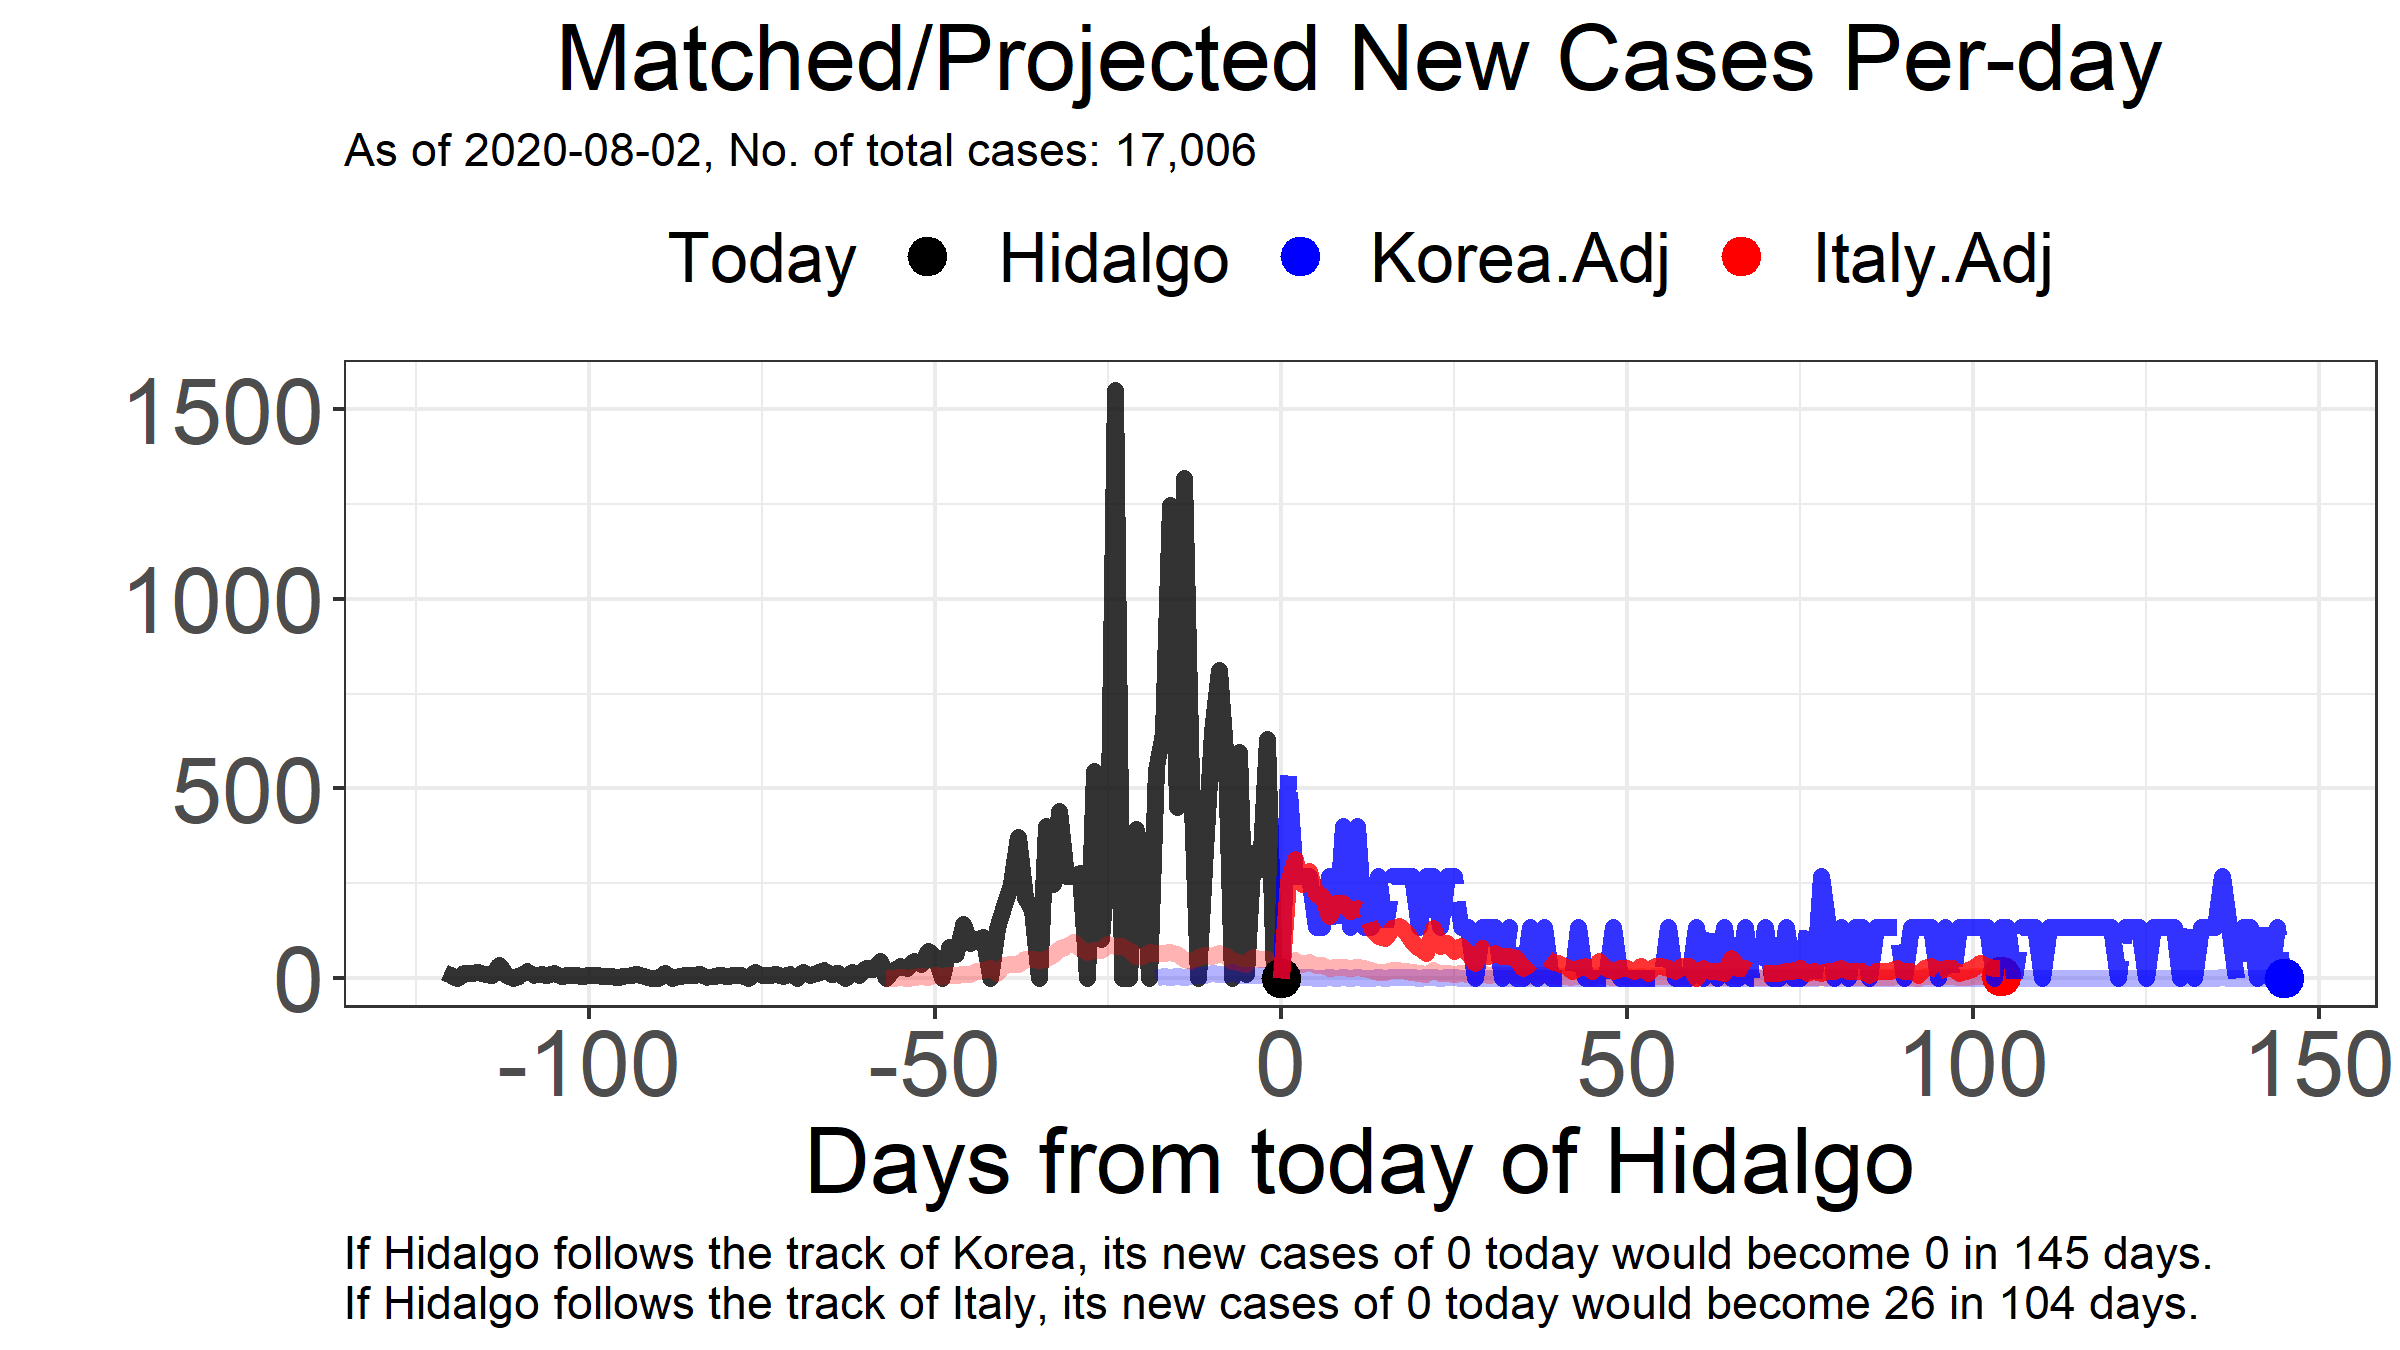 Matched/Projected New Cases Per-day
As of 2020-08-02, No. of total cases: 17,006
Today Hidalgo Korea.Adj Italy.Adj
1500
1000
500
0
-100 -50 0 50 100 150
Days from today of Hidalgo
If Hidalgo follows the track of Korea, its new cases of 0 today would become 0 in 145 days.
If Hidalgo follows the track of Italy, its new cases of 0 today would become 26 in 104 days.